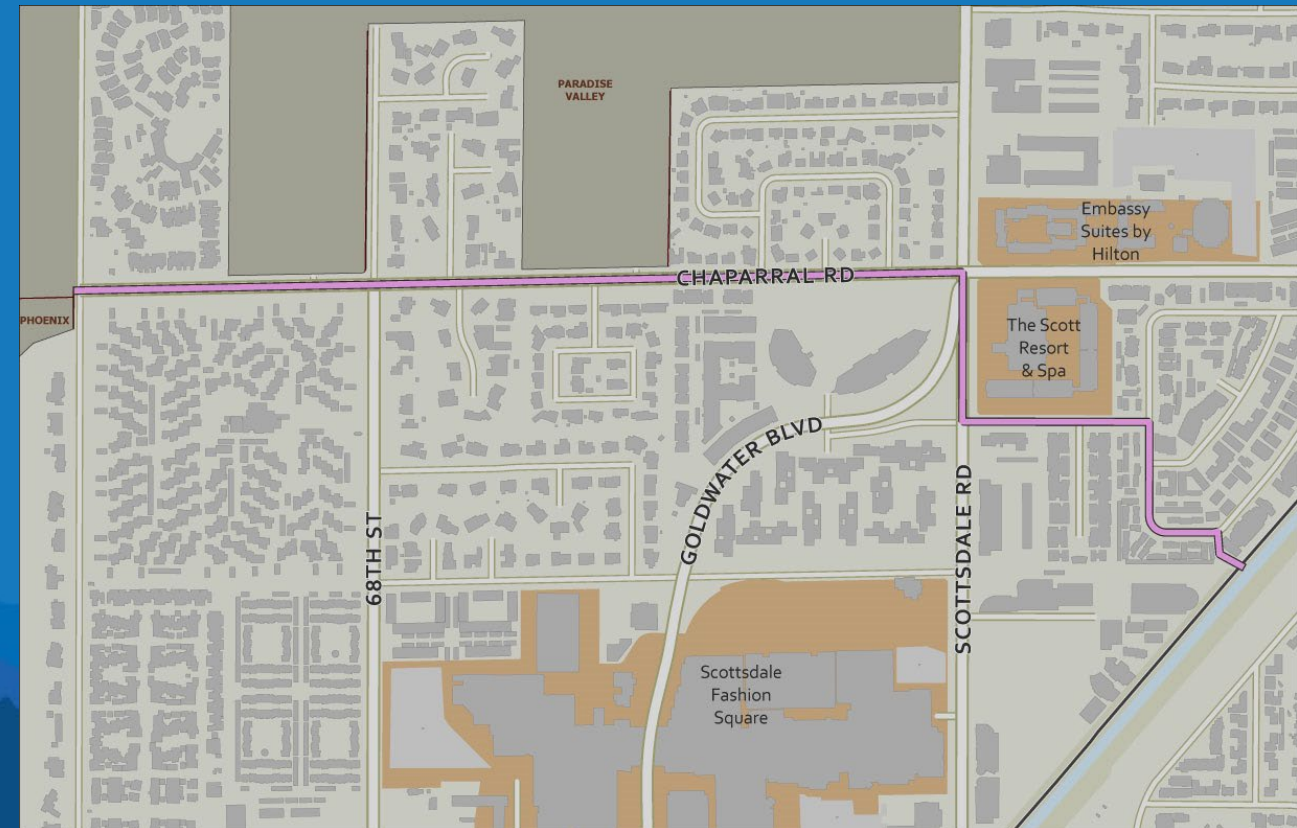 PARADISE
VALLEY
Embassy
Suites by
Hilton
CHAPARRAL RD
PHOENIX
The Scott
Resort
& Spa
GOLDWATER BLVD
SCOTTSDALE RD
68TH ST
Scottsdale
Fashion
Square